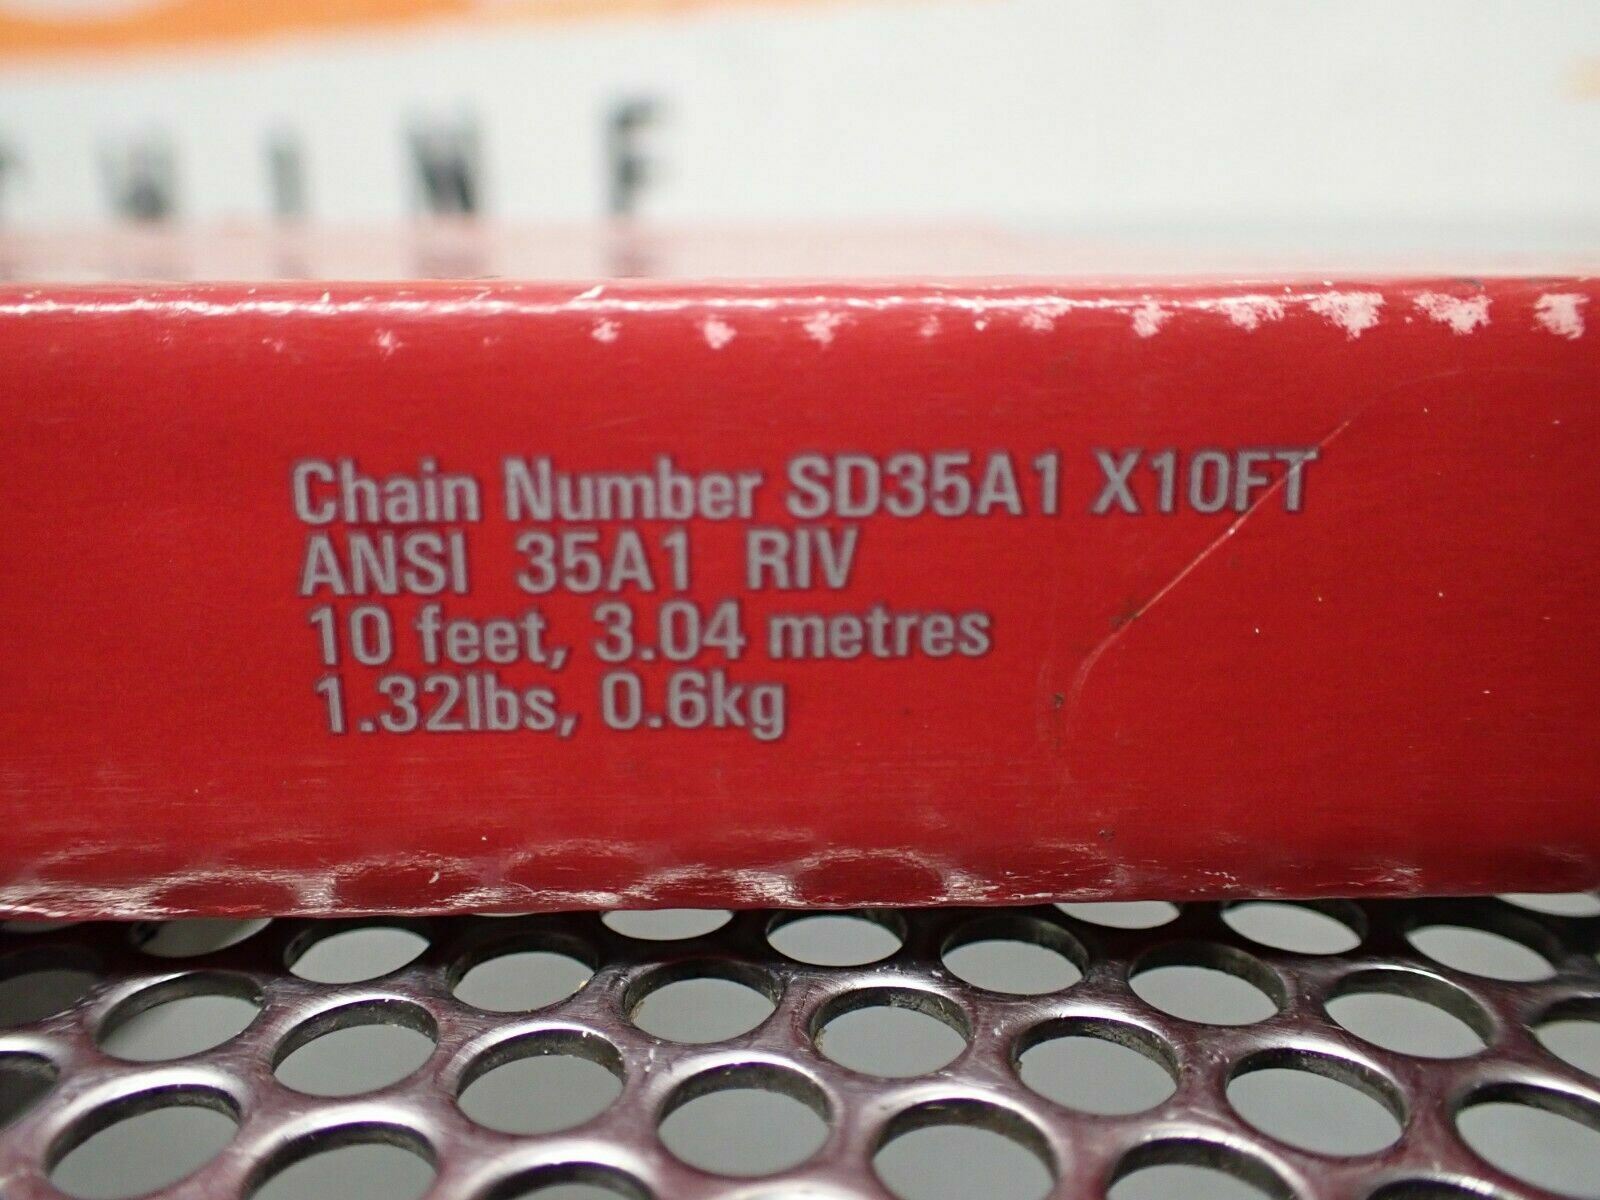 Chain Number SD35A1 X10FT
ANSI 35A1 RIV
10 feet, 3.04 metres
1.32lbs, 0.6kg